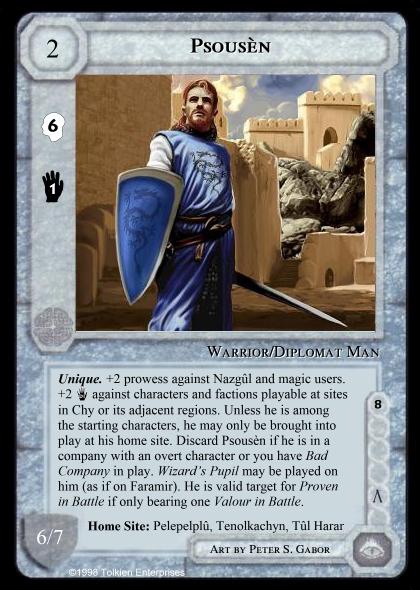 2
Psousèn
6
1
Warrior/Diplomat Man
Unique. +2 prowess against Nazgûl and magic users.
+2 against characters and factions playable at sites
in Chy or its adjacent regions. Unless he is among
the starting characters, he may only be brought into
play at his home site. Discard Psousèn if he is in a
company with an overt character or you have Bad
Company in play. Wizard's Pupil may be played on
him (as if on Faramir). He is valid target for Proven
in Battle if only bearing one Valour in Battle.
8
Home Site: Pelepelplû, Tenolkachyn, Tûl Harar
6/7
Art by Peter S. Gabor
©1998 Tolkien Enterprises